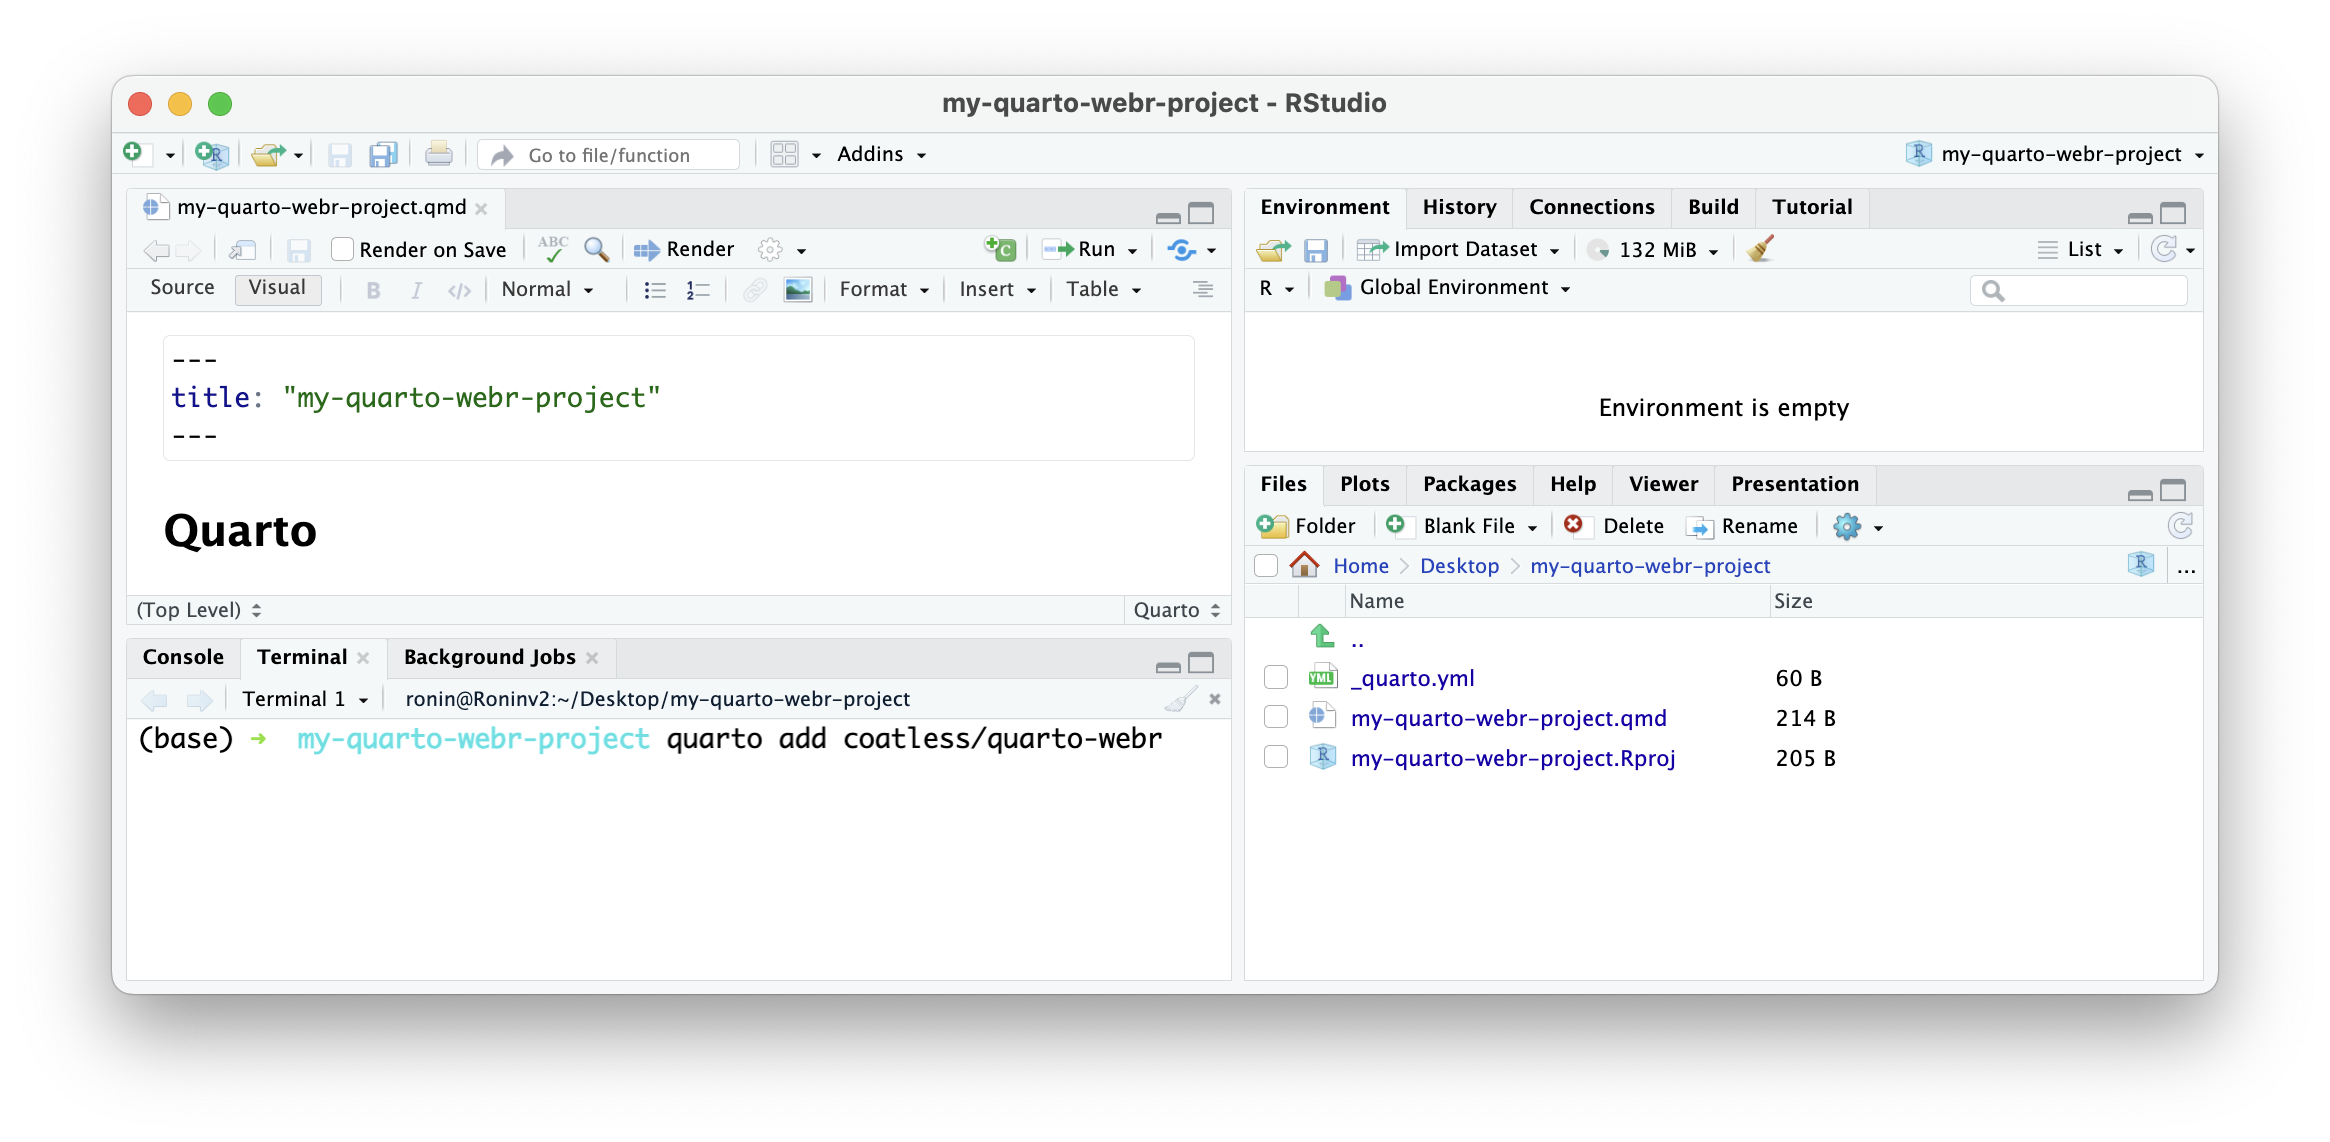 my-quarto-webr-project - RStudio
Go to file/function
Addins
my-quarto-webr-project
my-quarto-webr-project.qmd
Render on Save
ABC
Render
Run
Source
Visual
B
I
</>
Normal
Format
Insert
Table
---
title: "my-quarto-webr-project"
---
Quarto
(Top Level)
Quarto
Console
Terminal
Background Jobs
Terminal 1
ronin@Roninv2:~/Desktop/my-quarto-webr-project
(base) ➜ my-quarto-webr-project quarto add coatless/quarto-webr
Environment
History
Connections
Build
Tutorial
Import Dataset
132 MiB
List
R
Global Environment
Environment is empty
Files
Plots
Packages
Help
Viewer
Presentation
Folder
Blank File
Delete
Rename
Home
Desktop
my-quarto-webr-project
R
...
Name
Size
..
YML
_quarto.yml
60 B
my-quarto-webr-project.qmd
214 B
R
my-quarto-webr-project.Rproj
205 B